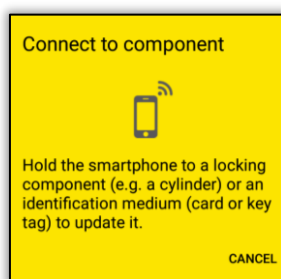 Connect to component
Hold the smartphone to a locking
component (e.g. a cylinder) or an
identification medium (card or key
tag) to update it.
CANCEL